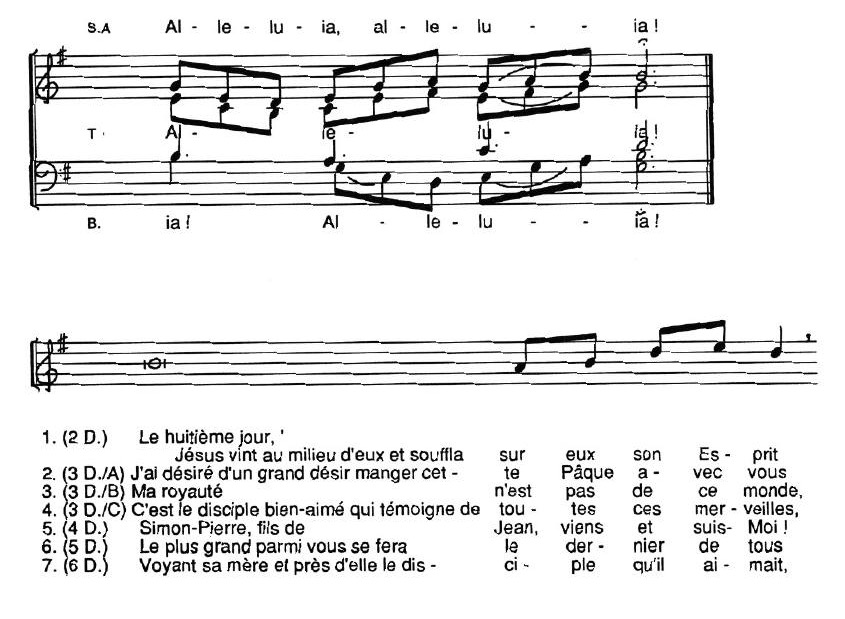 S.A Al - le - lu - ia, al - le - lu - - ia !
T. Al - le - lu - ia !
B. ia ! Al - le - lu - - ia !
1. (2 D.) Le huitième jour, '
Jésus vint au milieu d'eux et souffla sur eux son Es - prit
2. (3 D./A) J'ai désiré d'un grand désir manger cet - te Pâque a - vec vous
3. (3 D./B) Ma royauté n'est pas de ce monde,
4. (3 D./C) C'est le disciple bien-aimé qui témoigne de tou - tes ces mer - veilles,
5. (4 D.) Simon-Pierre, fils de Jean, viens et suis- Moi !
6. (5 D.) Le plus grand parmi vous se fera le der - nier de tous
7. (6 D.) Voyant sa mère et près d'elle le dis - ci - ple qu'il ai - mait,